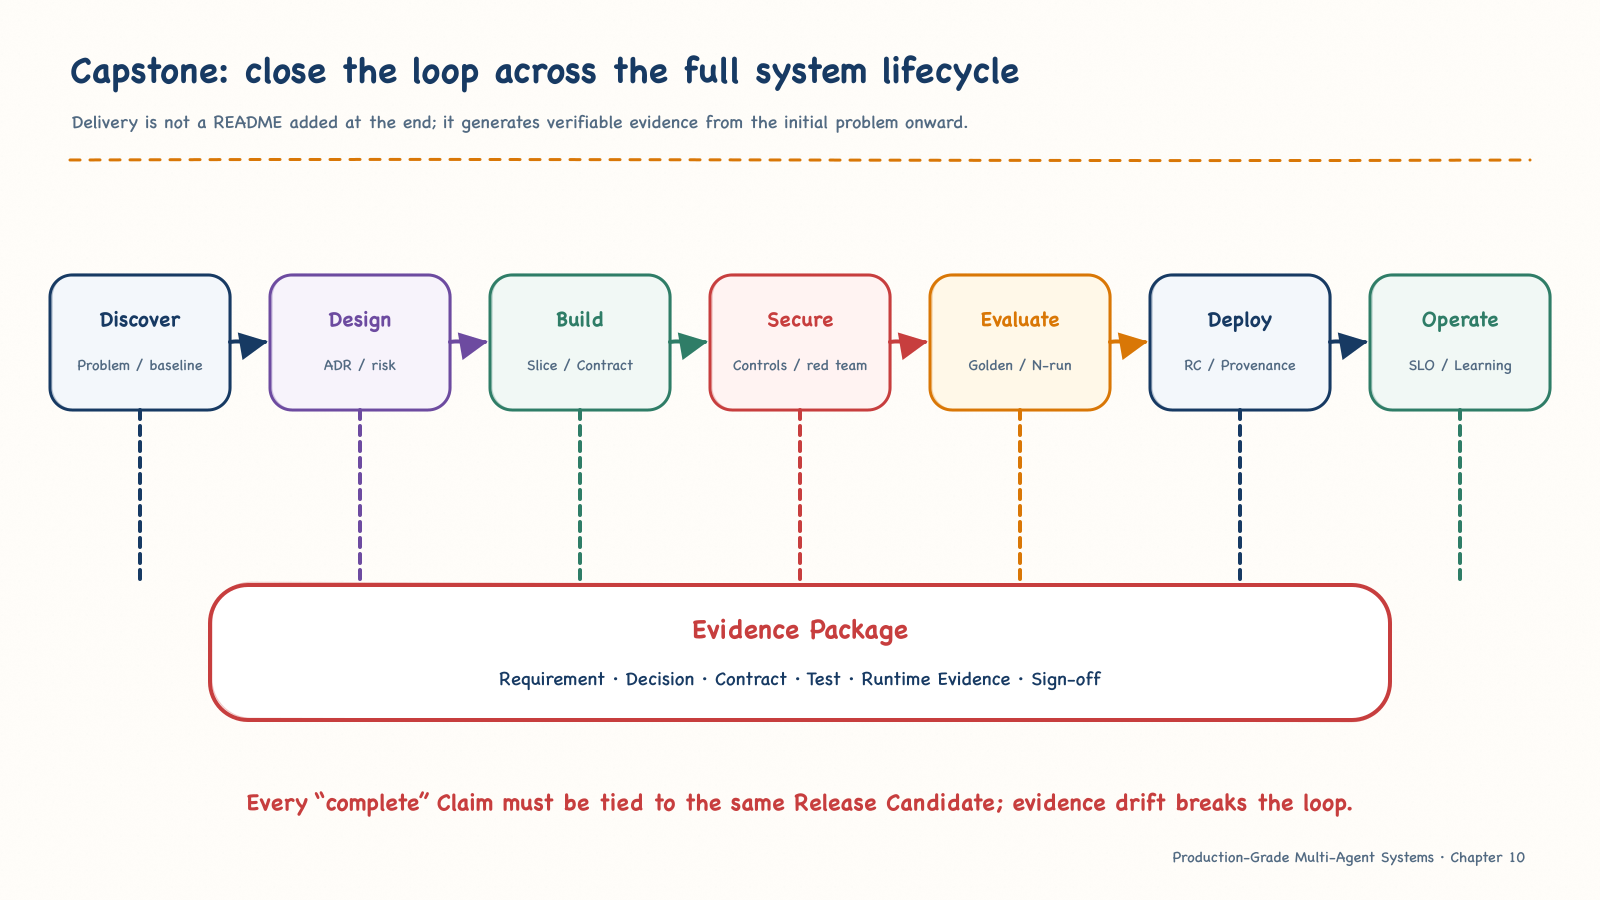 Capstone: close the loop across the full system lifecycle
Delivery is not a README added at the end; it generates verifiable evidence from the initial problem onward.
Discover
Problem / baseline
Design
ADR / risk
Build
Slice / Contract
Secure
Controls / red team
Evaluate
Golden / N-run
Deploy
RC / Provenance
Operate
SLO / Learning
Evidence Package
Requirement · Decision · Contract · Test · Runtime Evidence · Sign-off
Every “complete” Claim must be tied to the same Release Candidate; evidence drift breaks the loop.
Production-Grade Multi-Agent Systems · Chapter 10